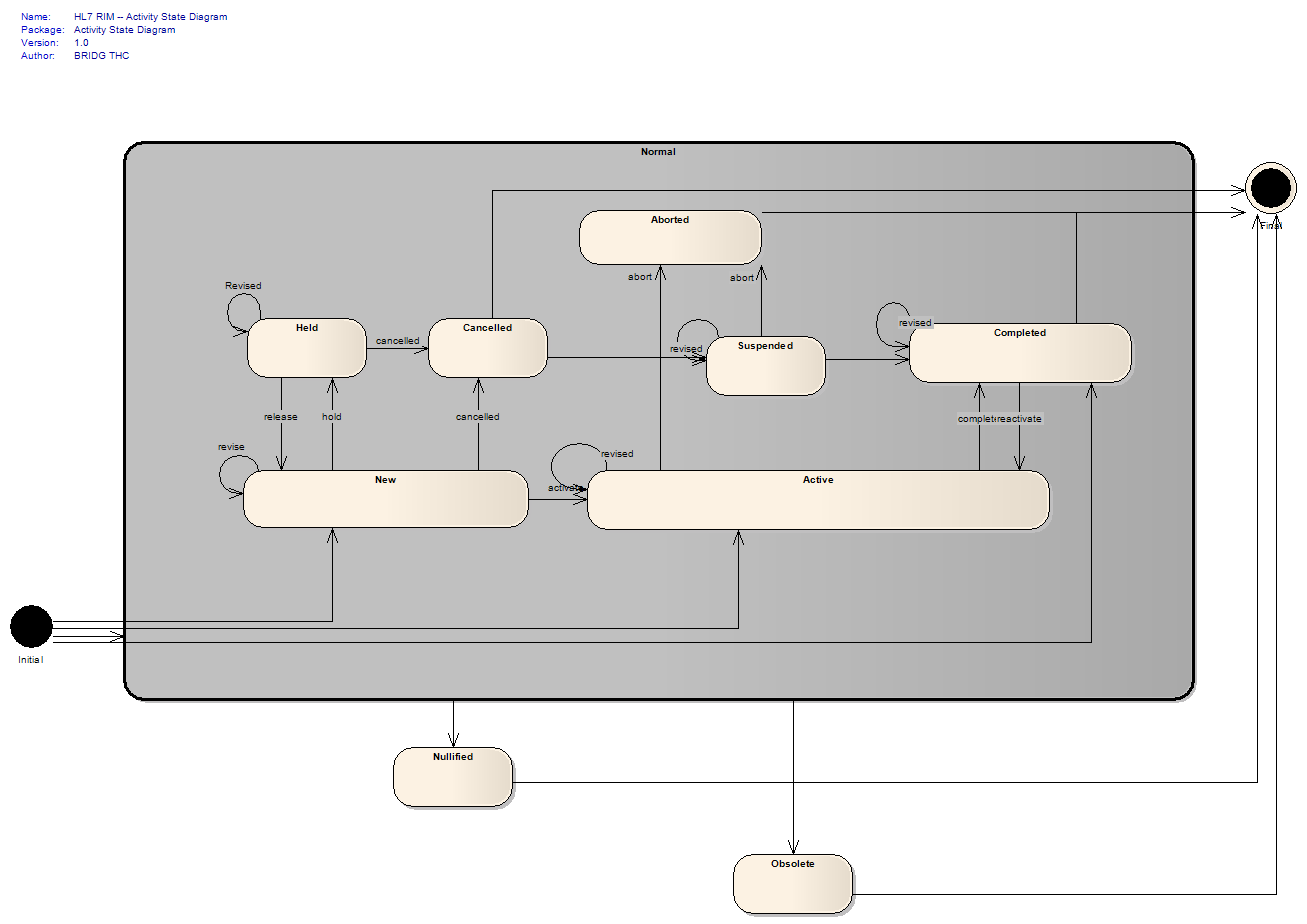 Name: HL7 RIM -- Activity State Diagram
Package: Activity State Diagram
Version: 1.0
Author: BRIDG THC
Normal
Final
Aborted
abort
abort
Revised
Held
cancelled
Cancelled
revised
Suspended
revised
Completed
release
hold
cancelled
reactivate
revise
New
revised
Active
Initial
Nullified
Obsolete